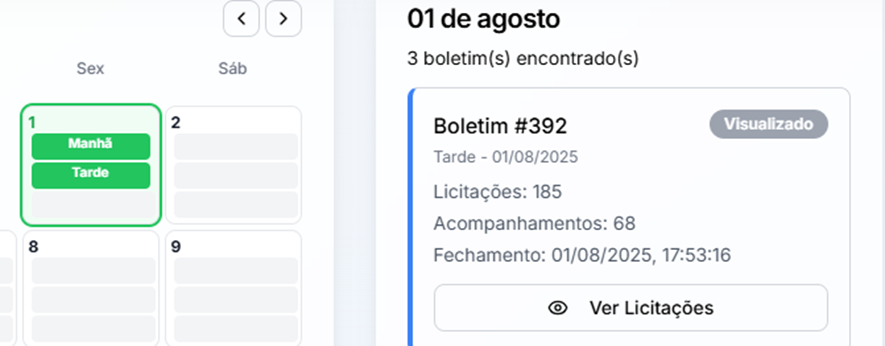 Sex Sáb
1 2
Manhã
Tarde
8 9
01 de agosto
3 boletim(s) encontrado(s)
Boletim #392 Visualizado
Tarde - 01/08/2025
Licitações: 185
Acompanhamentos: 68
Fechamento: 01/08/2025, 17:53:16
Ver Licitações